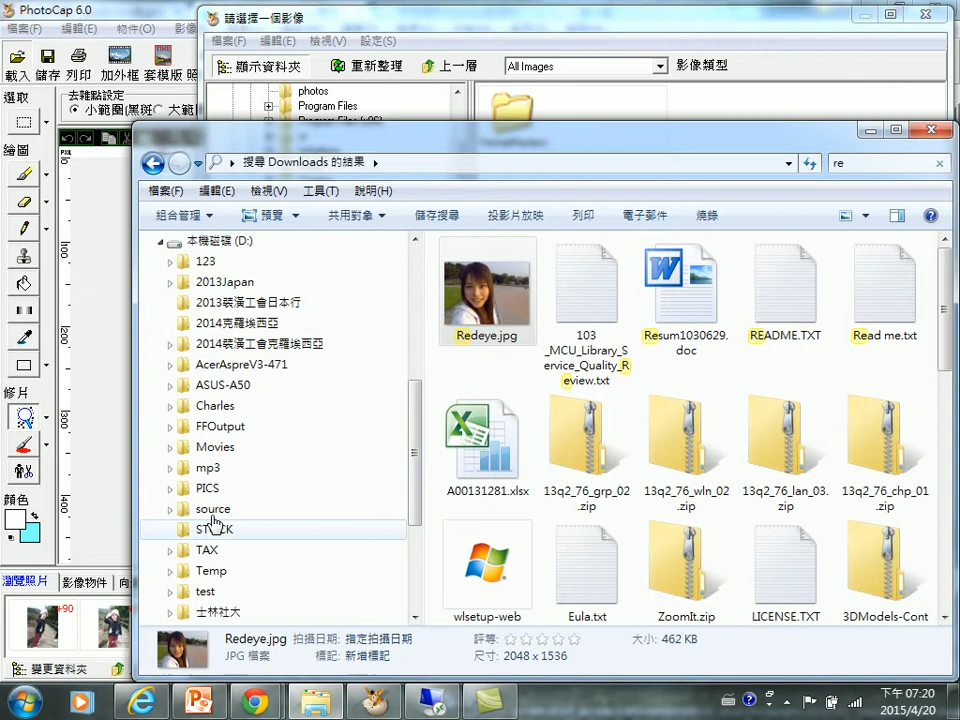 PhotoCap 6.0
檔案(F) 編輯(E) 物件(O) 影像
載入 儲存 列印 加外框 套模版 照
選取
去雜點設定
小範圍(黑斑 大範
繪圖
修片
顏色
瀏覽照片 影像物件 向
+90
變更資料夾
請選擇一個影像
檔案(F) 編輯(E) 檢視(V) 設定(S)
顯示資料夾 重新整理 上一層 All Images 影像類型
photos
Program Files
搜尋 Downloads 的結果
re
檔案(F) 編輯(E) 檢視(V) 工具(T) 說明(H)
組合管理 預覽 共用對象 儲存搜尋 投影片放映 列印 電子郵件 燒錄
本機磁碟 (D:)
123
2013Japan
2013裝潢工會日本行
2014克羅埃西亞
2014裝潢工會克羅埃西亞
AcerAspreV3-471
ASUS-A50
Charles
FFOutput
Movies
mp3
PICS
source
TAX
Temp
test
士林社大
Redeye.jpg
103
_MCU_Library_S
ervice_Quality_R
eview.txt
Resum1030629.
doc
README.TXT
Read me.txt
A00131281.xlsx
13q2_76_grp_02
.zip
13q2_76_wln_02
.zip
13q2_76_lan_03.
zip
13q2_76_chp_01
.zip
wlsetup-web
Eula.txt
ZoomIt.zip
LICENSE.TXT
3DModels-Cont
Redeye.jpg 拍攝日期: 指定拍攝日期 評等: 大小: 462 KB
JPG 檔案 標記: 新增標記 尺寸: 2048 x 1536
下午 07:20
2015/4/20